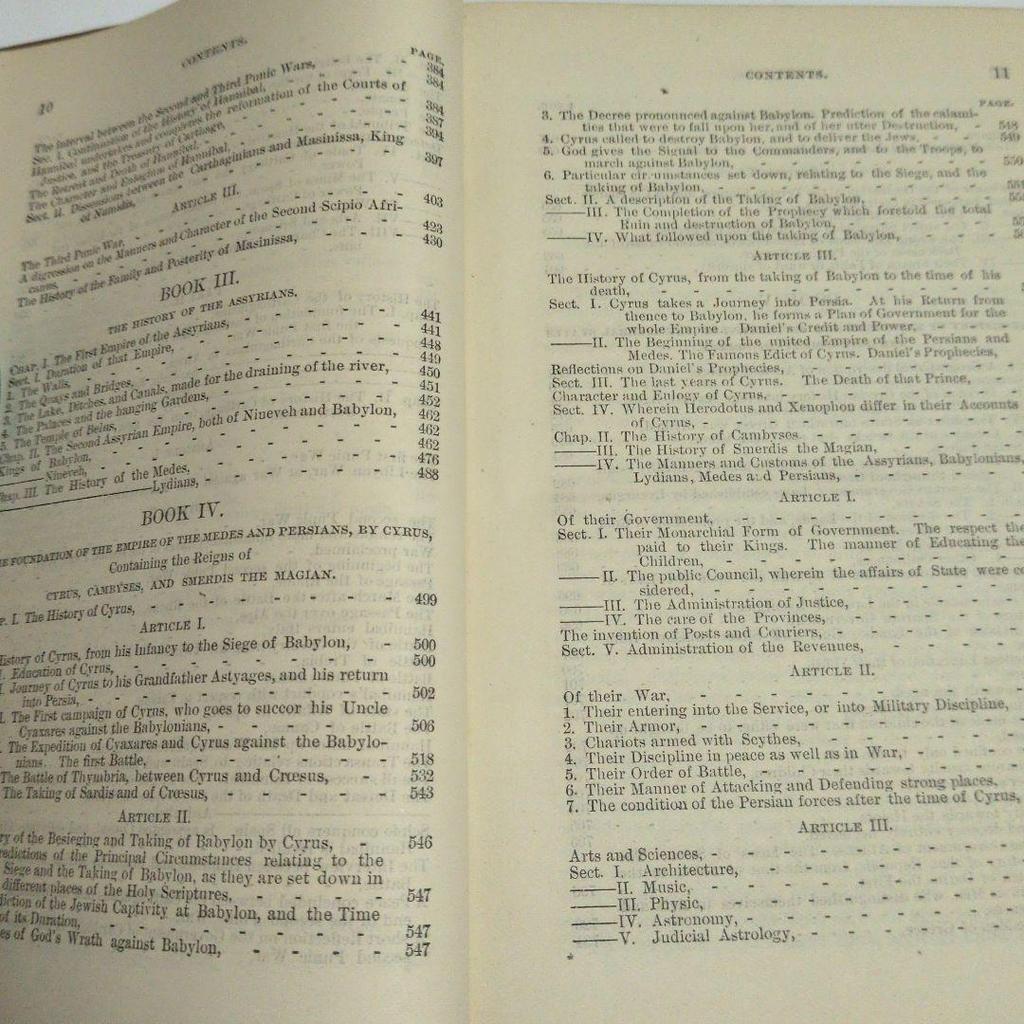 10
CONTENTS.
PAGE.
The Interval between the Second and Third Punic Wars, - - - 384
Sec. I. Continuation of the History of Hannibal, - - 384
Hannibal undertakes and completes the reformation of the Courts of
Justice, and the Treasury of Carthage, - - - 384
The Retreat and Death of Hannibal, - - - 387
The Character and Eulogium of Hannibal, - - - 394
Sect. II. Dissensions between the Carthaginians and Masinissa, King
of Numidia, - - - 397
ARTICLE III.
The Third Punic War, - - - 403
A digression on the Manners and Character of the Second Scipio Afri-
canus, - - - 423
The History of the Family and Posterity of Masinissa, - - 430
BOOK III.
THE HISTORY OF THE ASSYRIANS.
Chap. I. The First Empire of the Assyrians, - - - 441
Sect. I. Duration of that Empire, - - - 441
1. The Walls, - - - 448
2. The Quays and Bridges, - - - 449
3. The Lake, Ditches, and Canals, made for the draining of the river, 450
4. The Palaces and the hanging Gardens, - - - 451
5. The Temple of Belus, - - - 452
Chap. II. The Second Assyrian Empire, both of Nineveh and Babylon, 462
Kings of Babylon, - - - 462
——Nineveh, - - - 462
Chap. III. The History of the Medes, - - - 476
——Lydians, - - - 488
BOOK IV.
FOUNDATION OF THE EMPIRE OF THE MEDES AND PERSIANS, BY CYRUS,
Containing the Reigns of
CYRUS, CAMBYSES, AND SMERDIS THE MAGIAN.
I. The History of Cyrus, - - - 499
ARTICLE I.
History of Cyrus, from his Infancy to the Siege of Babylon, - 500
Education of Cyrus, - - - 500
Journey of Cyrus to his Grandfather Astyages, and his return
into Persia, - - - 502
The First campaign of Cyrus, who goes to succor his Uncle
Cyaxares against the Babylonians, - - - 506
The Expedition of Cyaxares and Cyrus against the Babylo-
nians. The first Battle, - - - 518
The Battle of Thymbria, between Cyrus and Crœsus, - 532
The Taking of Sardis and of Crœsus, - - - 543
ARTICLE II.
of the Besieging and Taking of Babylon by Cyrus, - 546
of the Principal Circumstances relating to the
Siege and the Taking of Babylon, as they are set down in
different places of the Holy Scriptures, - - - 547
of the Jewish Captivity at Babylon, and the Time
of its Duration, - - - 547
of God's Wrath against Babylon, - - - 547
CONTENTS. 11
PAGE.
3. The Decree pronounced against Babylon. Prediction of the calami-
ties that were to fall upon her, and of her utter Destruction, - 548
4. Cyrus called to destroy Babylon, and to deliver the Jews, - 549
5. God gives the Signal to the Commanders, and to the Troops, to
march against Babylon, - - -
6. Particular circumstances set down, relating to the Siege, and the
taking of Babylon, - - -
Sect. II. A description of the Taking of Babylon, - - -
——III. The Completion of the Prophecy which foretold the total
Ruin and destruction of Babylon, - - -
——IV. What followed upon the taking of Babylon, - - -
ARTICLE III.
The History of Cyrus, from the taking of Babylon to the time of his
death, - - -
Sect. I. Cyrus takes a Journey into Persia. At his Return from
thence to Babylon, he forms a Plan of Government for the
whole Empire. Daniel's Credit and Power, - -
——II. The Beginning of the united Empire of the Persians and
Medes. The Famous Edict of Cyrus. Daniel's Prophecies,
Reflections on Daniel's Prophecies, - - -
Sect. III. The last years of Cyrus. The Death of that Prince,
Character and Eulogy of Cyrus, - - -
Sect. IV. Wherein Herodotus and Xenophon differ in their Accounts
of Cyrus, - - -
Chap. II. The History of Cambyses - - -
——III. The History of Smerdis the Magian, - - -
——IV. The Manners and Customs of the Assyrians, Babylonians,
Lydians, Medes and Persians, - - -
ARTICLE I.
Of their Government, - - -
Sect. I. Their Monarchial Form of Government. The respect
paid to their Kings. The manner of Educating
Children, - - -
——II. The public Council, wherein the affairs of State were
sidered, - - -
——III. The Administration of Justice, - - -
——IV. The care of the Provinces, - - -
The invention of Posts and Couriers, - - -
Sect. V. Administration of the Revenues, - - -
ARTICLE II.
Of their War, - - -
1. Their entering into the Service, or into Military Discipline,
2. Their Armor, - - -
3. Chariots armed with Scythes, - - -
4. Their Discipline in peace as well as in War, - - -
5. Their Order of Battle, - - -
6. Their Manner of Attacking and Defending strong places,
7. The condition of the Persian forces after the time of Cyrus,
ARTICLE III.
Arts and Sciences, - - -
Sect. I. Architecture, - - -
——II. Music, - - -
——III. Physic, - - -
——IV. Astronomy, - - -
——V. Judicial Astrology, - - -